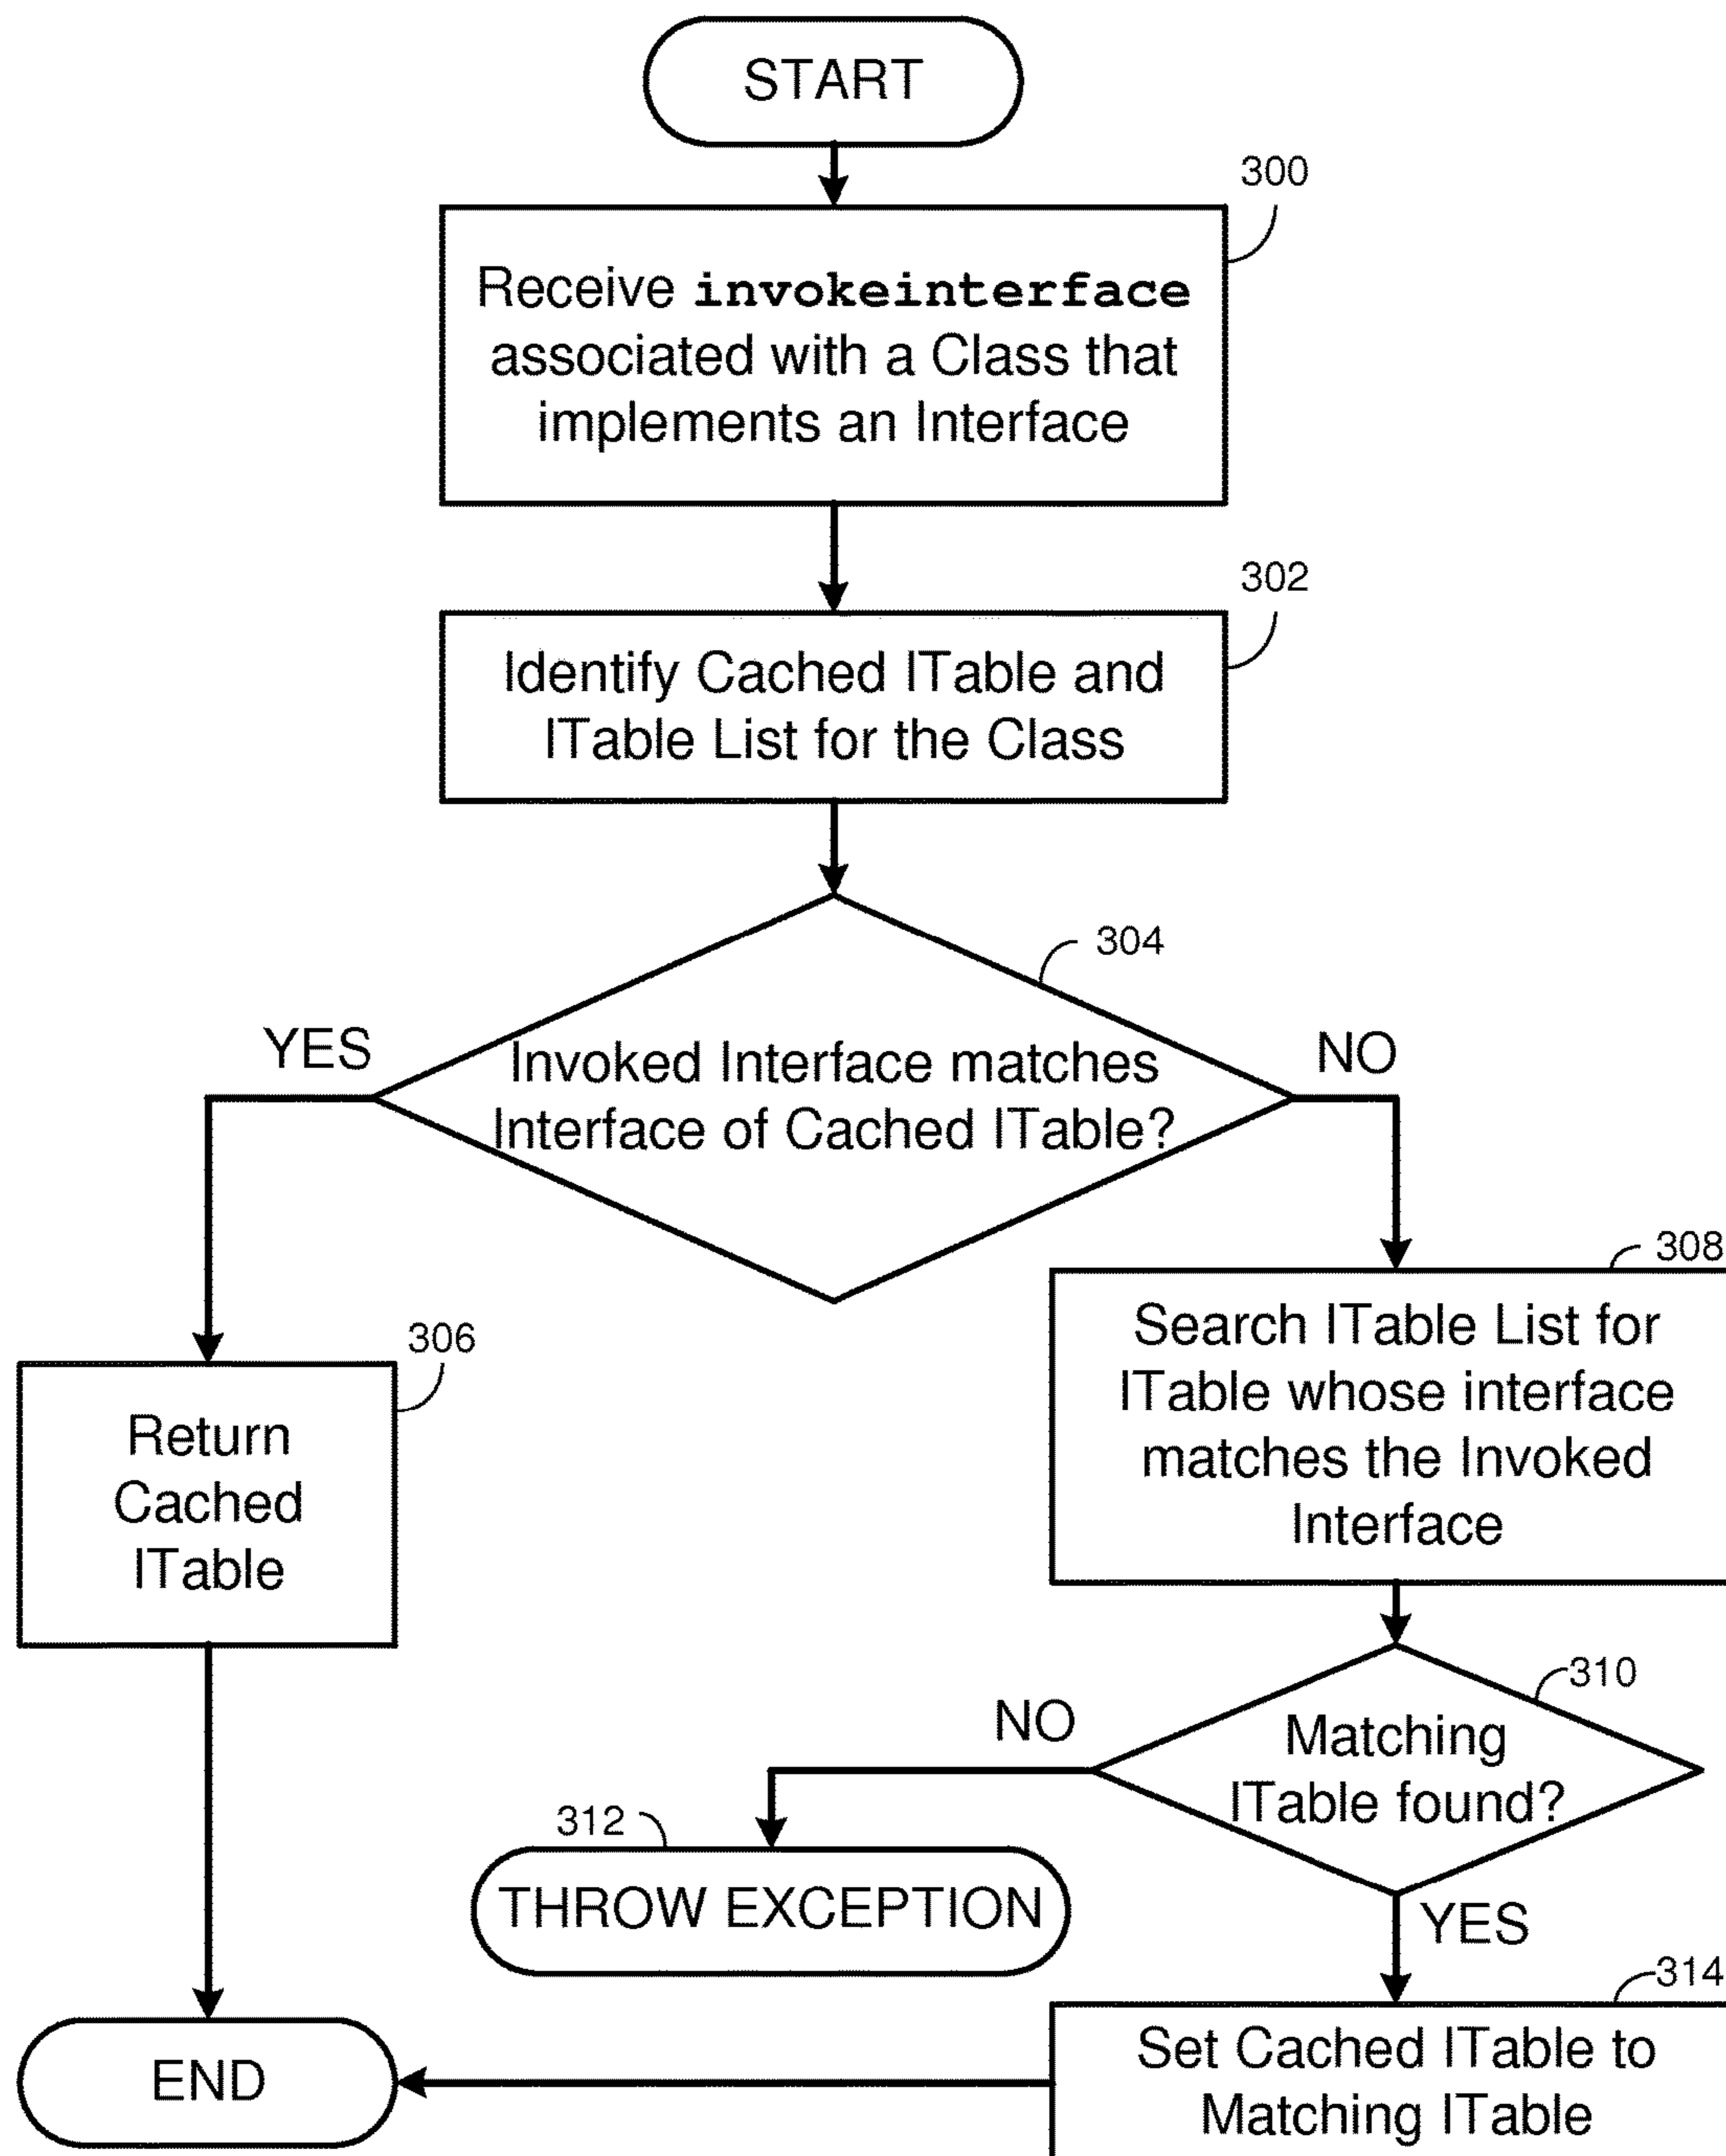 START
300
Receive invokeinterface
associated with a Class that
implements an Interface
302
Identify Cached ITable and
ITable List for the Class
304
YES
NO
Invoked Interface matches
Interface of Cached ITable?
308
306
Return
Cached
ITable
Search ITable List for
ITable whose interface
matches the Invoked
Interface
310
NO
Matching
ITable found?
312
THROW EXCEPTION
YES
314
END
Set Cached ITable to
Matching ITable